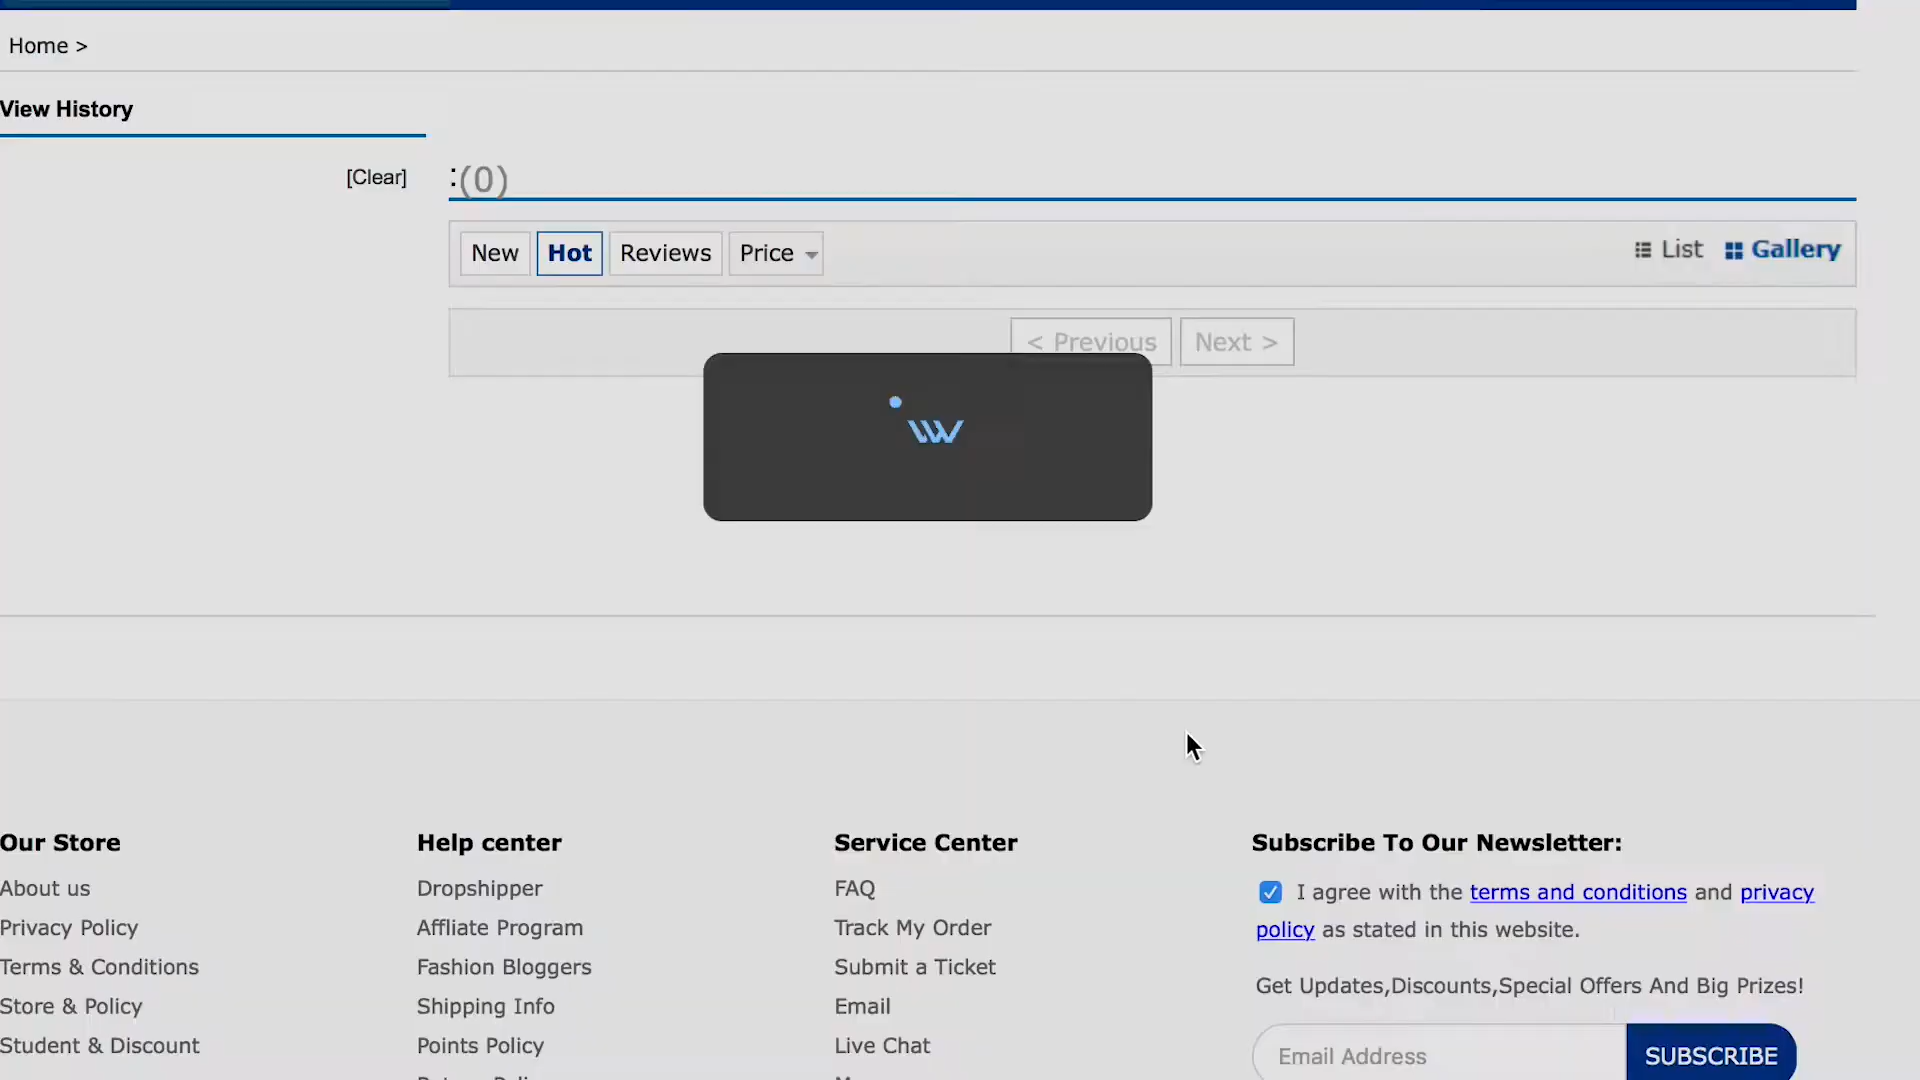 Home >
View History
[Clear]
:(0)
New Hot Reviews Price List Gallery
< Previous Next >
Our Store
About us
Privacy Policy
Terms & Conditions
Store & Policy
Student & Discount
Help center
Dropshipper
Affliate Program
Fashion Bloggers
Shipping Info
Points Policy
Service Center
FAQ
Track My Order
Submit a Ticket
Email
Live Chat
Subscribe To Our Newsletter:
I agree with the terms and conditions and privacy
policy as stated in this website.
Get Updates,Discounts,Special Offers And Big Prizes!
Email Address SUBSCRIBE